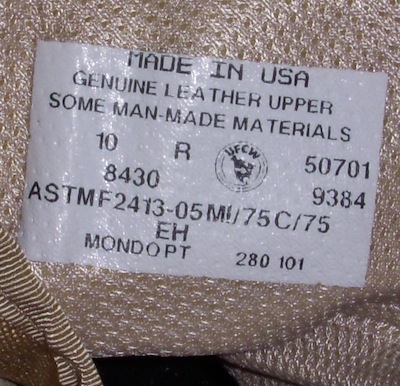 MADE IN USA
GENUINE LEATHER UPPER
SOME MAN-MADE MATERIALS
10 R UFCW 50701
8430 9384
ASTMF2413-05MI/75C/75
EH
MONDOPT 280 101